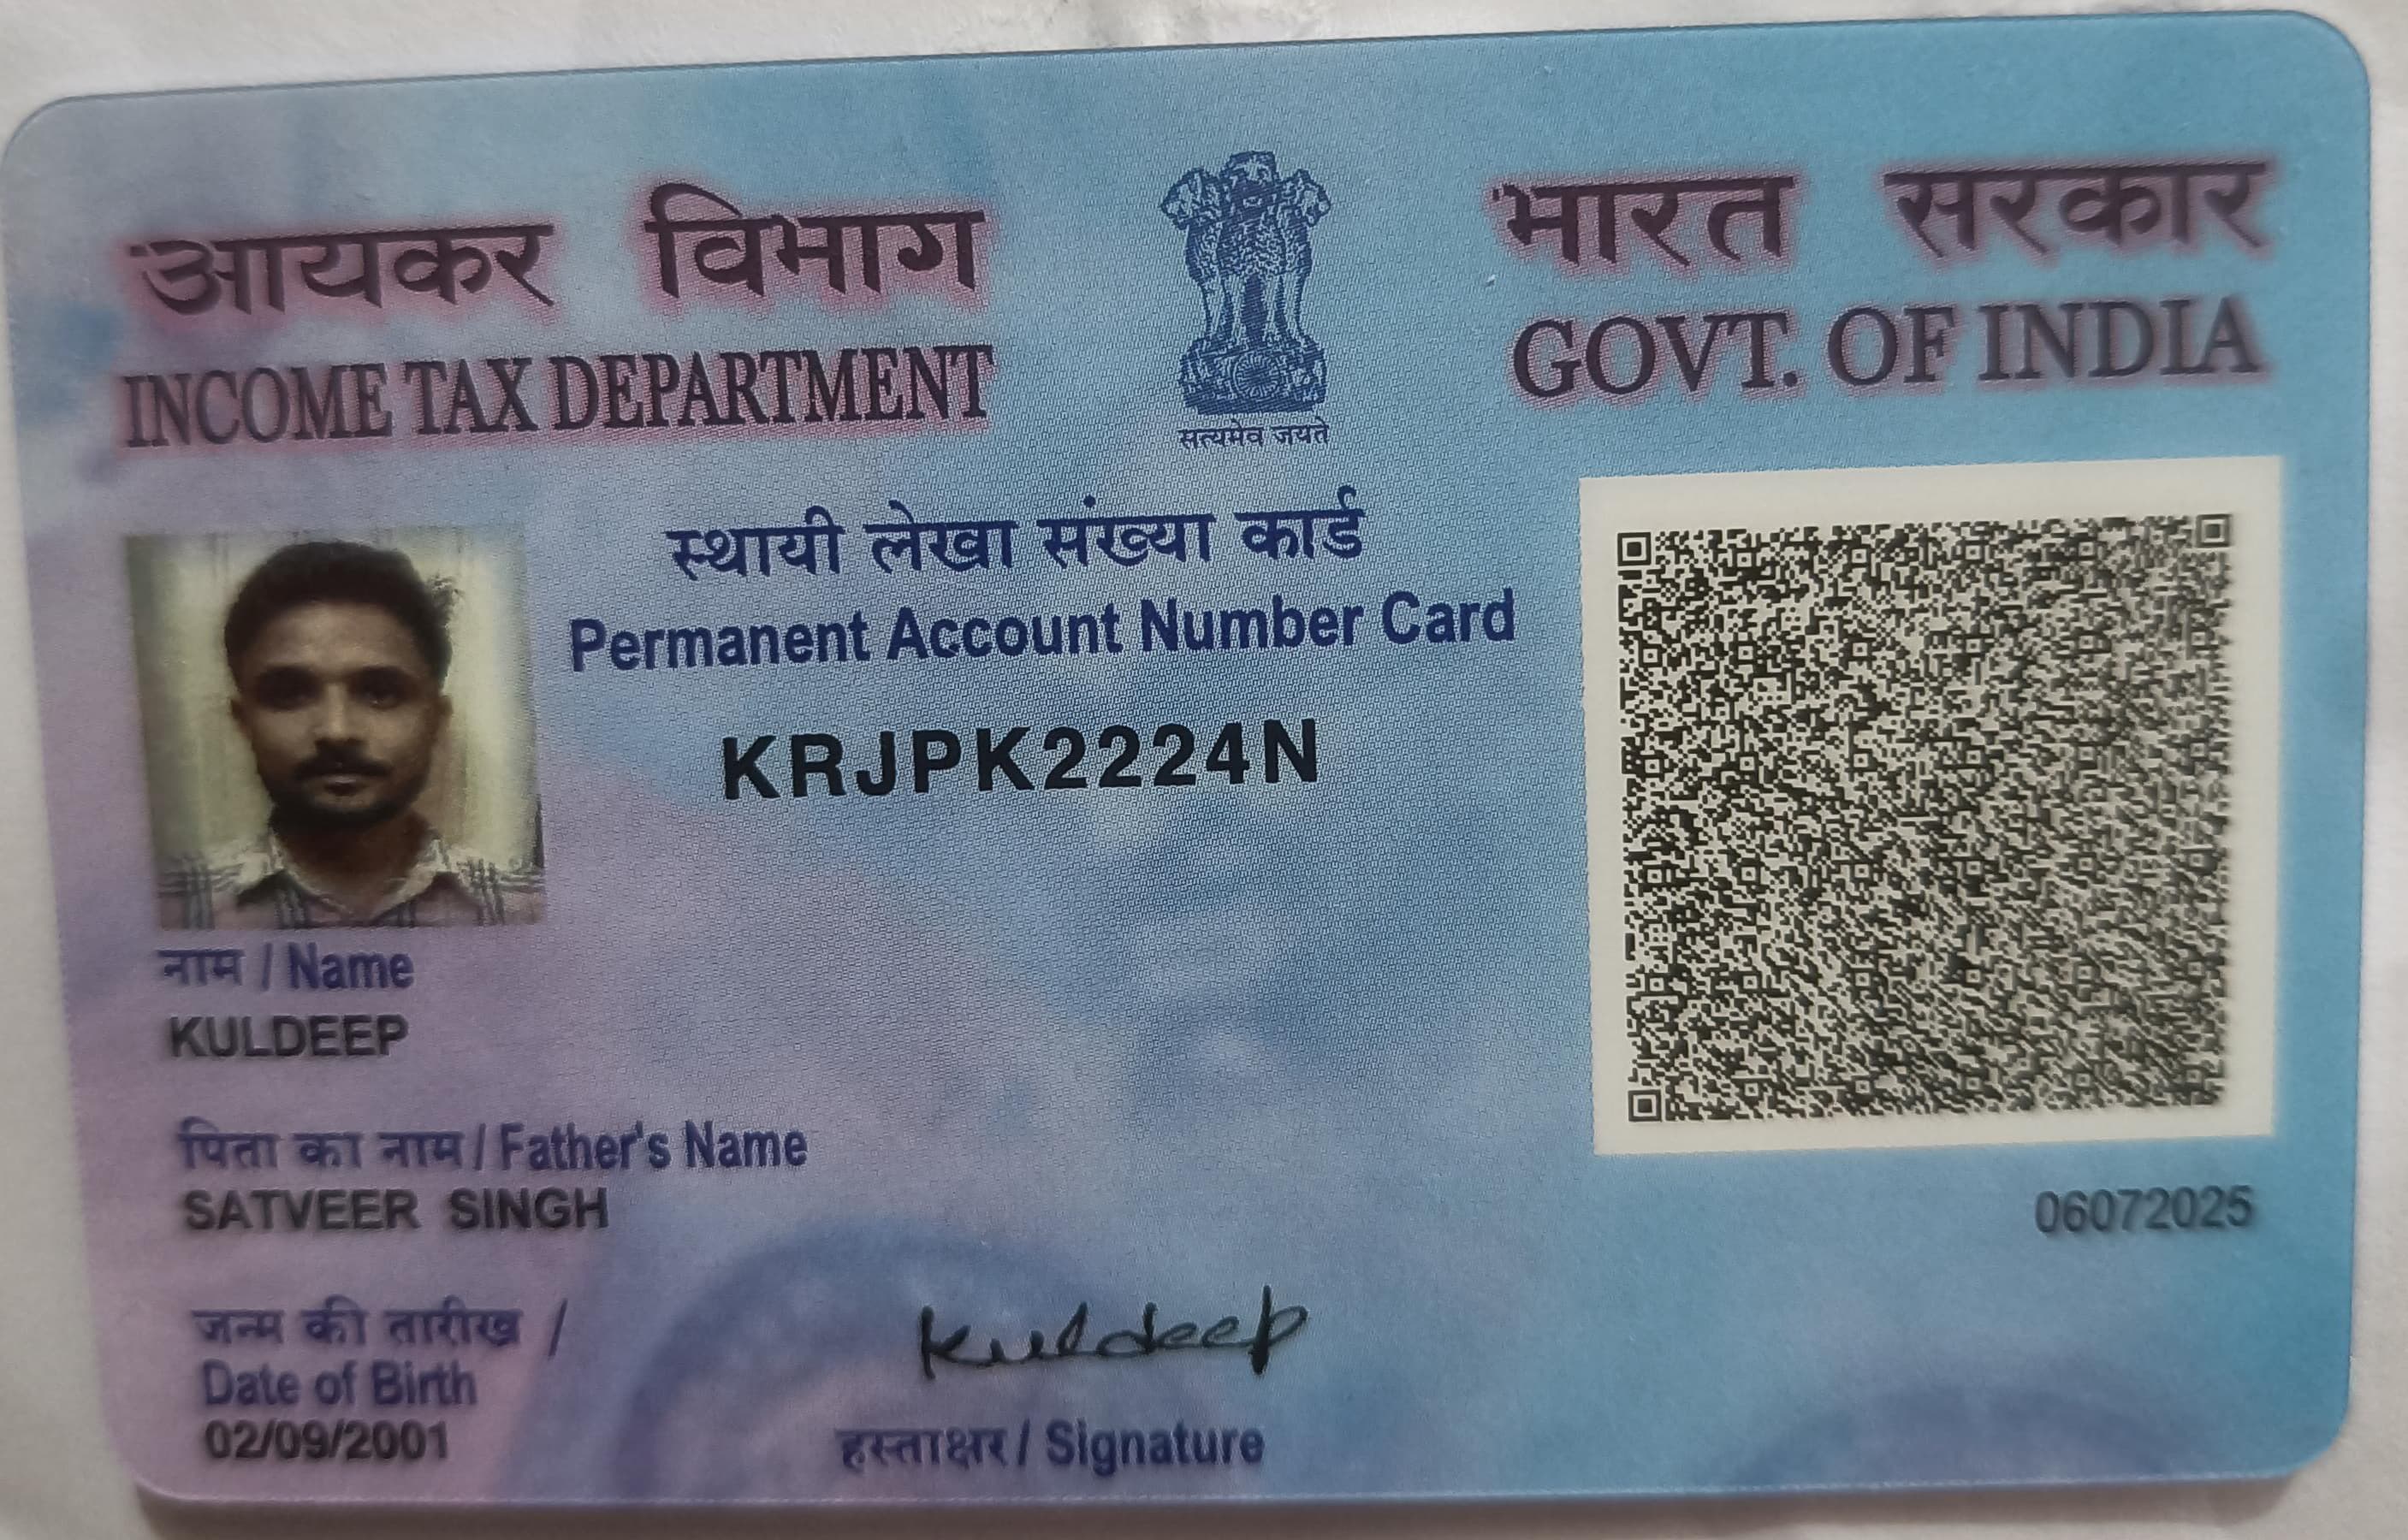 आयकर विभाग
INCOME TAX DEPARTMENT
सत्यमेव जयते
भारत सरकार
GOVT. OF INDIA
स्थायी लेखा संख्या कार्ड
Permanent Account Number Card
KRJPK2224N
नाम / Name
KULDEEP
पिता का नाम / Father's Name
SATVEER SINGH
06072025
जन्म की तारीख /
Date of Birth
02/09/2001
Kuldeep
हस्ताक्षर / Signature